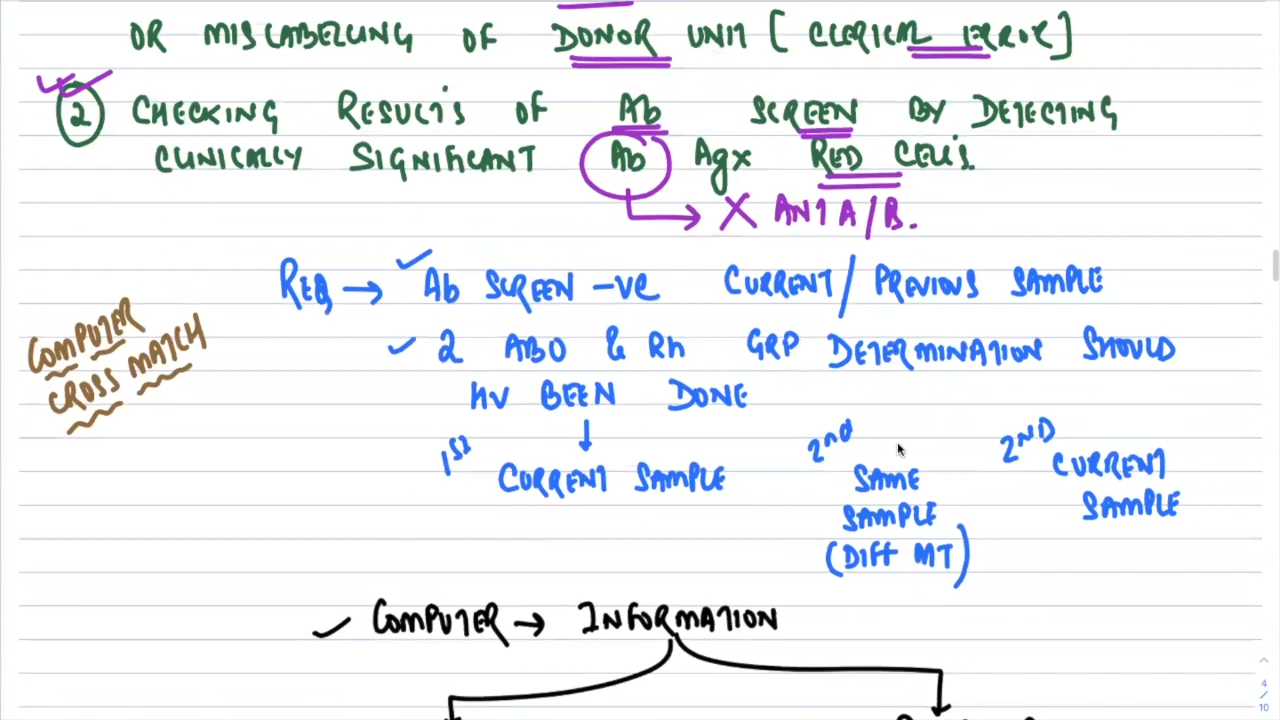 OR MISLABELLING OF DONOR UNIT [ CLERICAL ERROR ]
② CHECKING RESULTS OF Ab SCREEN BY DETECTING
CLINICALLY SIGNIFICANT Ab Agx RED CELLS.
→ X ANTI A/B.
REQ → Ab SCREEN -VE CURRENT/ PREVIOUS SAMPLE
COMPUTER
CROSS MATCH
2 ABO & Rh GRP DETERMINATION SHOULD
HV BEEN DONE
1st CURRENT SAMPLE
2nd SAME
SAMPLE
(DIFF MT)
2ND CURRENT
SAMPLE
COMPUTER → INFORMATION
4
/
10